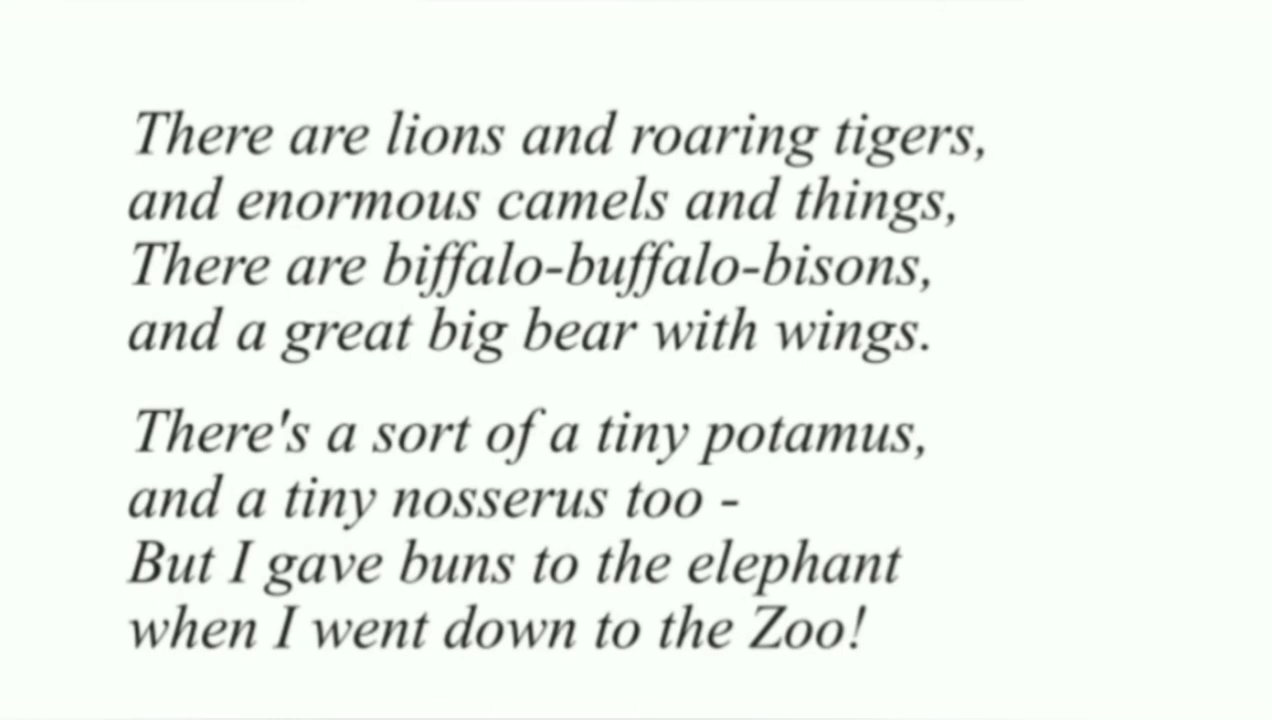 There are lions and roaring tigers,
and enormous camels and things,
There are biffalo-buffalo-bisons,
and a great big bear with wings.
There's a sort of a tiny potamus,
and a tiny nosserus too -
But I gave buns to the elephant
when I went down to the Zoo!